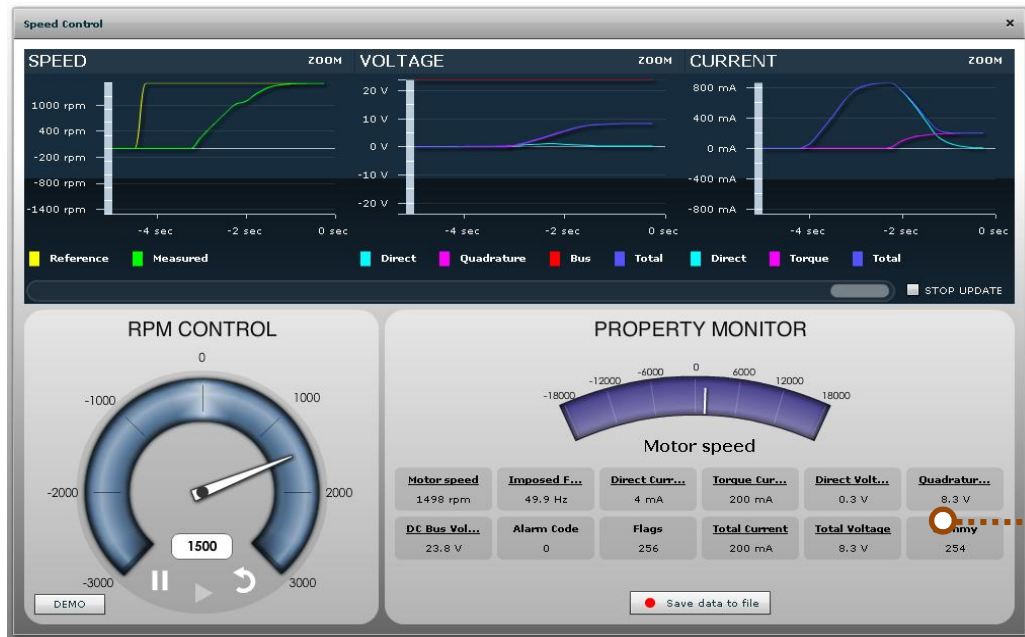 Speed Control ×
SPEED ZOOM
1000 rpm
400 rpm
-200 rpm
-800 rpm
-1400 rpm
-4 sec -2 sec 0 sec
Reference Measured
VOLTAGE ZOOM
20 V
10 V
0 V
-10 V
-20 V
-4 sec -2 sec 0 sec
Direct Quadrature Bus Total
CURRENT ZOOM
800 mA
400 mA
0 mA
-400 mA
-800 mA
-4 sec -2 sec 0 sec
Direct Torque Total
STOP UPDATE
RPM CONTROL
0
-1000 1000
-2000 2000
1500
-3000 3000
DEMO
PROPERTY MONITOR
-18000 -12000 -6000 0 6000 12000 18000
Motor speed
Motor speed Imposed F... Direct Curr... Torque Cur... Direct Volt... Quadratur...
1498 rpm 49.9 Hz 4 mA 200 mA 0.3 V 8.3 V
DC Bus Vol... Alarm Code Flags Total Current Total Voltage
23.8 V 0 256 200 mA 8.3 V 254
Save data to file